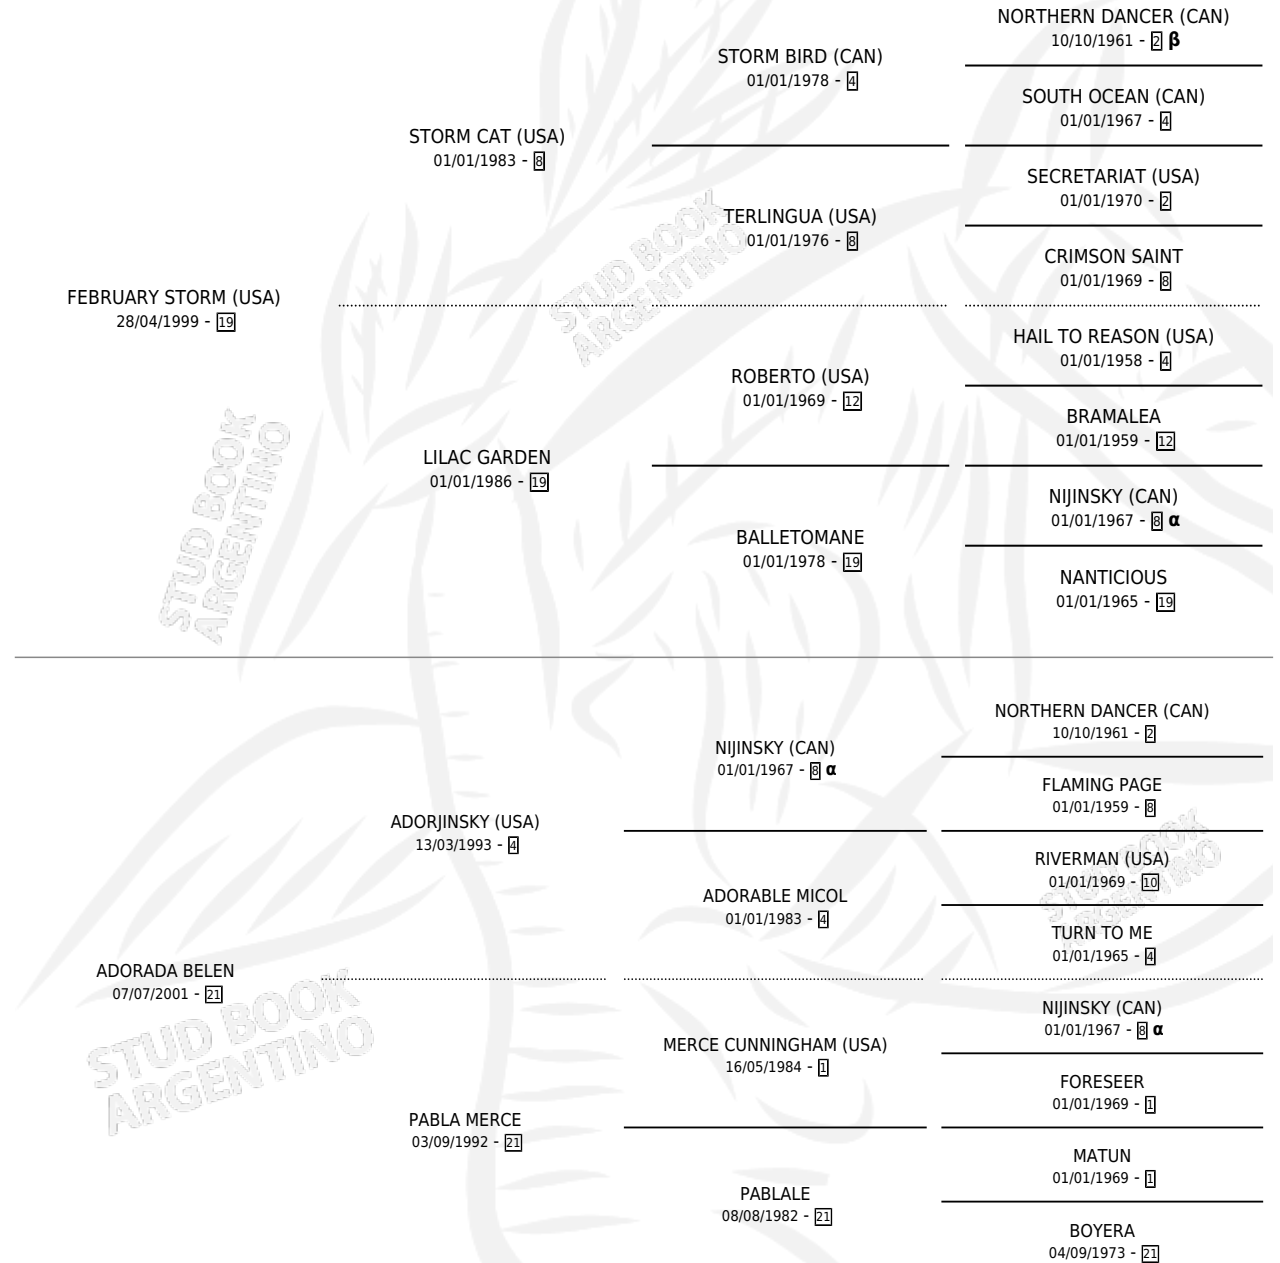 NORTHERN DANCER (CAN)
10/10/1961 - 2 β
STORM BIRD (CAN)
01/01/1978 - 4
SOUTH OCEAN (CAN)
01/01/1967 - 4
STORM CAT (USA)
01/01/1983 - 8
SECRETARIAT (USA)
01/01/1970 - 2
TERLINGUA (USA)
01/01/1976 - 8
CRIMSON SAINT
01/01/1969 - 8
STUD BOOK
ARGENTINO
FEBRUARY STORM (USA)
28/04/1999 - 19
HAIL TO REASON (USA)
01/01/1958 - 4
ROBERTO (USA)
01/01/1969 - 12
BRAMALEA
01/01/1959 - 12
LILAC GARDEN
01/01/1986 - 19
NIJINSKY (CAN)
01/01/1967 - 8 α
BALLETOMANE
01/01/1978 - 19
NANTICIOUS
01/01/1965 - 19
STUD BOOK
ARGENTINO
NORTHERN DANCER (CAN)
10/10/1961 - 2
NIJINSKY (CAN)
01/01/1967 - 8 α
FLAMING PAGE
01/01/1959 - 8
ADORJINSKY (USA)
13/03/1993 - 4
RIVERMAN (USA)
01/01/1969 - 10
ADORABLE MICOL
01/01/1983 - 4
TURN TO ME
01/01/1965 - 4
STUD BOOK
ARGENTINO
ADORADA BELEN
07/07/2001 - 21
NIJINSKY (CAN)
01/01/1967 - 8 α
MERCE CUNNINGHAM (USA)
16/05/1984 - 1
FORESEER
01/01/1969 - 1
PABLA MERCE
03/09/1992 - 21
MATUN
01/01/1969 - 1
PABLALE
08/08/1982 - 21
BOYERA
04/09/1973 - 21
STUD BOOK
ARGENTINO